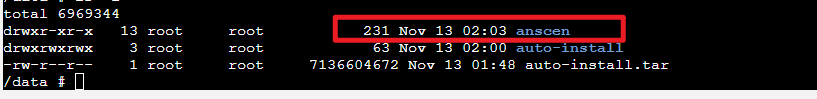 total 6969344
drwxr-xr-x 13 root root 231 Nov 13 02:03 anscen
drwxrwxrwx 3 root root 63 Nov 13 02:00 auto-install
-rw-r--r-- 1 root root 7136604672 Nov 13 01:48 auto-install.tar
/data #